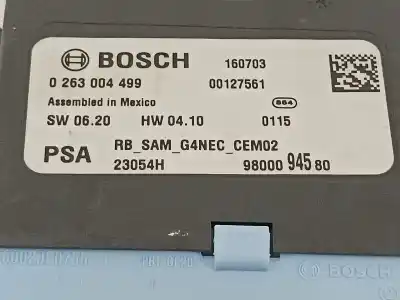 BOSCH 160703
0 263 004 499 00127561
Assembled in Mexico 864
SW 06.20 HW 04.10 0115
PSA RB_SAM_G4NEC_CEM02
23054H 98000 945 80